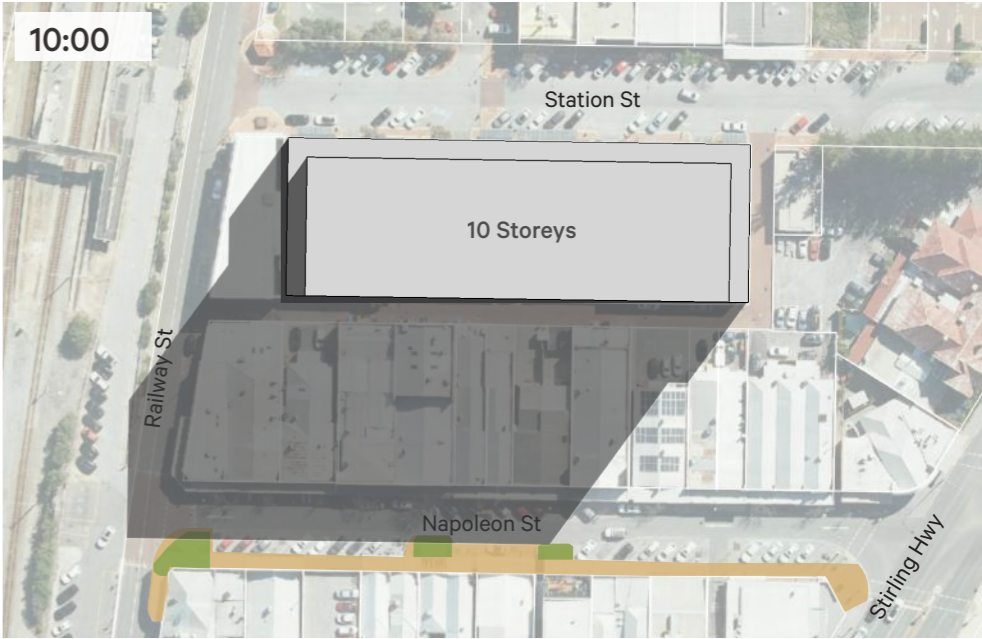 10:00
Station St
10 Storeys
Railway St
Napoleon St
Stirling Hwy